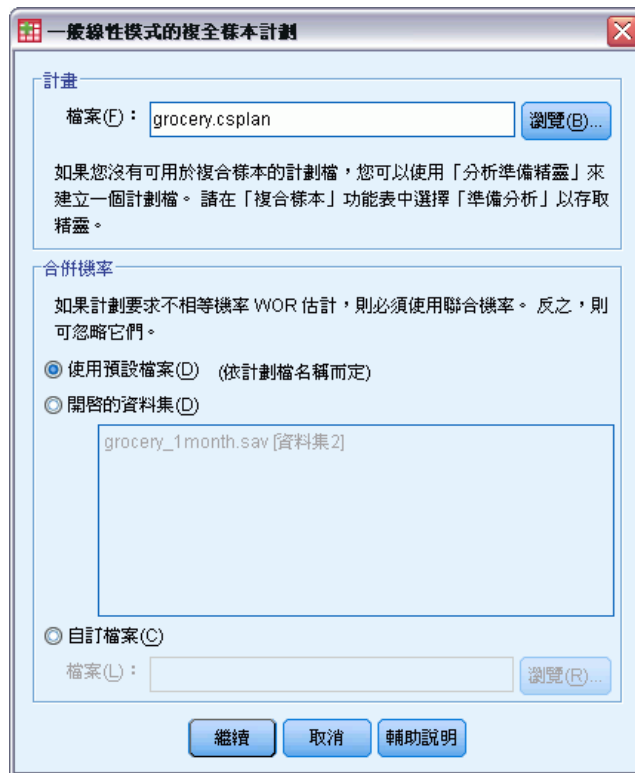 一般線性模式的複全樣本計劃
計畫
檔案(F)： grocery.csplan 瀏覽(B)...
如果您沒有可用於複合樣本的計劃檔，您可以使用「分析準備精靈」來
建立一個計劃檔。 請在「複合樣本」功能表中選擇「準備分析」以存取
精靈。
合併機率
如果計劃要求不相等機率 WOR 估計，則必須使用聯合機率。 反之，則
可忽略它們。
使用預設檔案(D) (依計劃檔名稱而定)
開啓的資料集(D)
grocery_1month.sav [資料集2]
自訂檔案(C)
檔案(L)： 瀏覽(R)...
繼續 取消 輔助說明